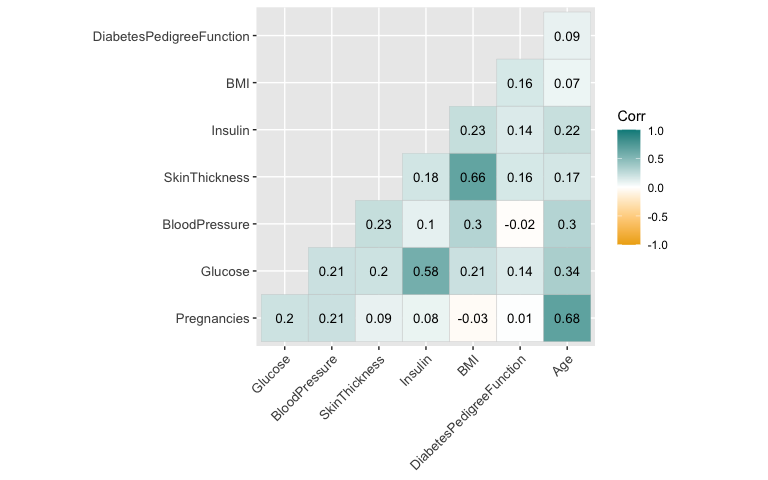 DiabetesPedigreeFunction 0.09
BMI 0.16 0.07
Insulin 0.23 0.14 0.22
SkinThickness 0.18 0.66 0.16 0.17
BloodPressure 0.23 0.1 0.3 -0.02 0.3
Glucose 0.21 0.2 0.58 0.21 0.14 0.34
Pregnancies 0.2 0.21 0.09 0.08 -0.03 0.01 0.68
Glucose
BloodPressure
SkinThickness
Insulin
BMI
DiabetesPedigreeFunction
Age
Corr
1.0
0.5
0.0
-0.5
-1.0